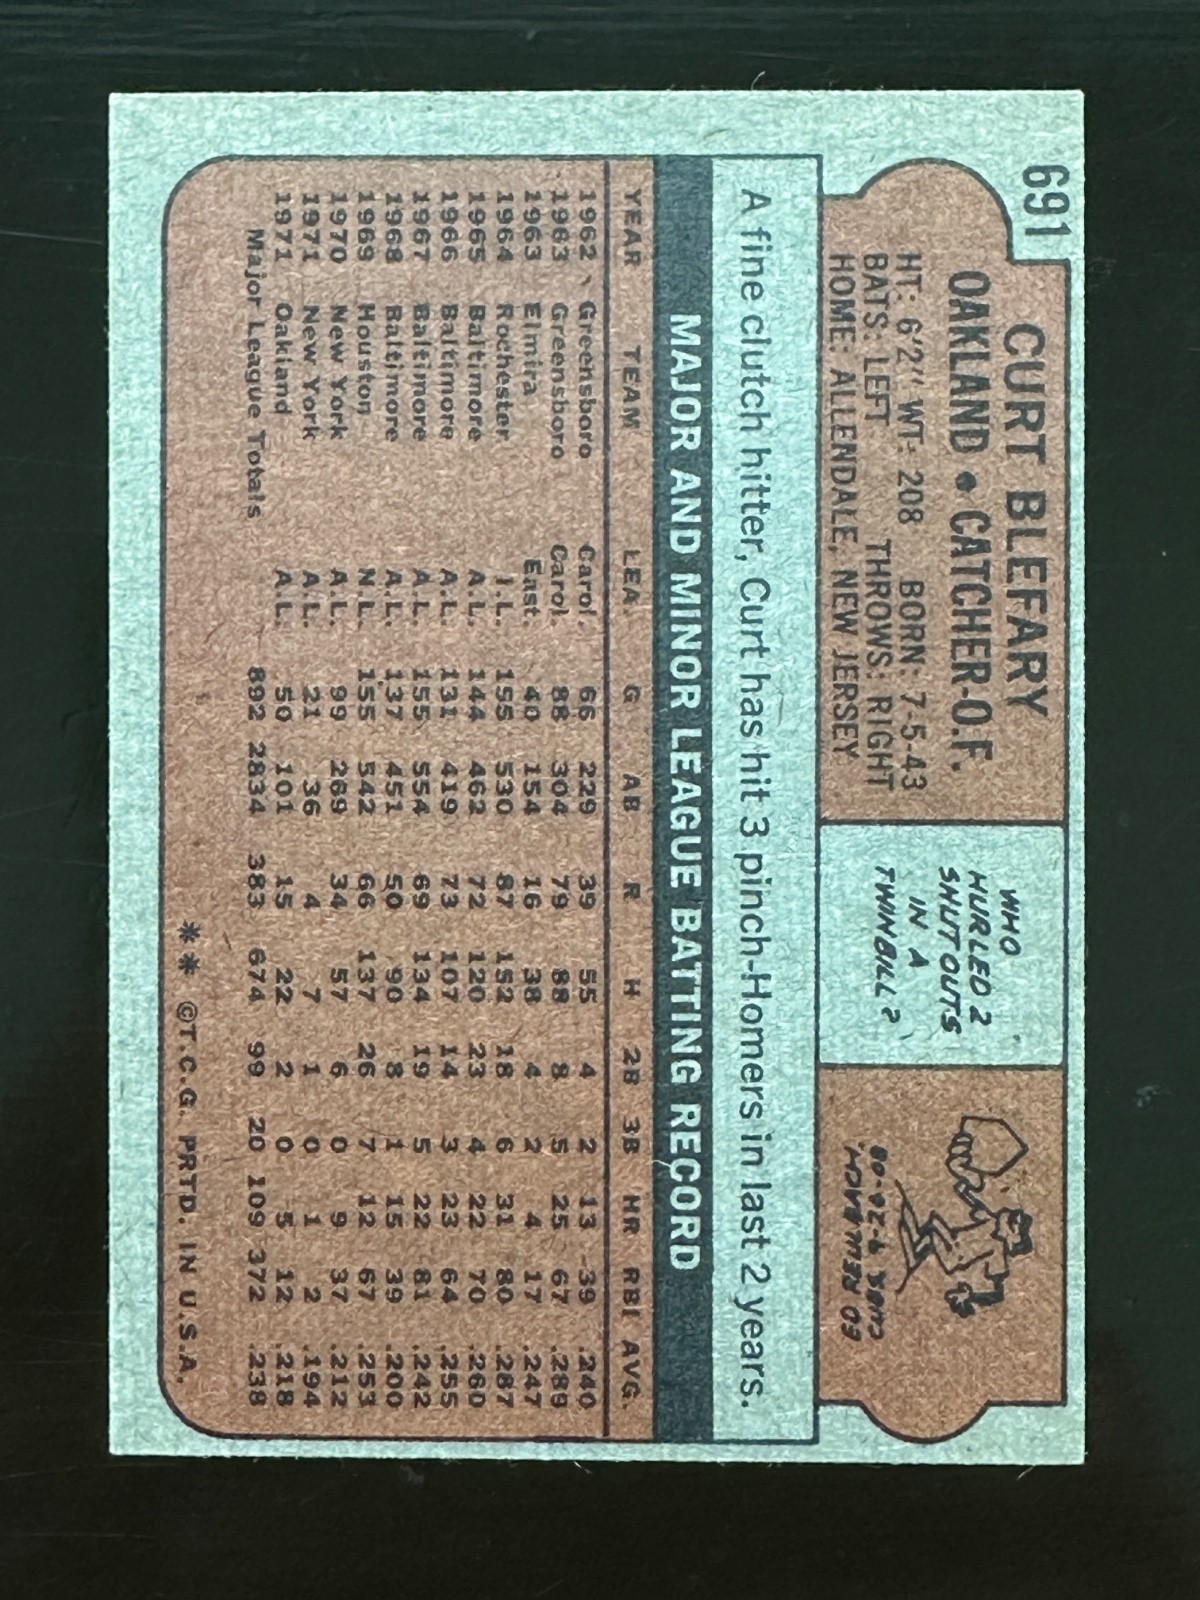 691
CURT BLEFARY
OAKLAND • CATCHER-O.F.
HT: 6'2" WT: 208 BORN: 7-5-43
BATS: LEFT THROWS: RIGHT
HOME: ALLENDALE, NEW JERSEY
WHO
HURLED 2
SHUTOUTS
IN A
TWINBILL?
ED REULBACH
CUBS 9-26-08
A fine clutch hitter, Curt has hit 3 pinch-Homers in last 2 years.
MAJOR AND MINOR LEAGUE BATTING RECORD
YEAR TEAM LEA G AB R H 2B 3B HR RBI AVG.
1962 Greensboro Carol. 66 229 39 55 4 2 13 39 .240
1963 Greensboro Carol. 88 304 79 88 8 5 25 67 .289
1963 Elmira East. 40 154 16 38 4 2 4 17 .247
1964 Rochester I.L. 155 530 87 152 18 6 31 80 .287
1965 Baltimore A.L. 144 462 72 120 23 4 22 70 .260
1966 Baltimore A.L. 131 419 73 107 14 3 23 64 .255
1967 Baltimore A.L. 155 554 69 134 19 5 22 81 .242
1968 Baltimore A.L. 137 451 50 90 8 1 15 39 .200
1969 Houston N.L. 155 542 66 137 26 7 12 67 .253
1970 New York A.L. 99 269 34 57 6 0 9 37 .212
1971 New York A.L. 21 36 4 7 1 0 1 2 .194
1971 Oakland A.L. 50 101 15 22 2 0 5 12 .218
Major League Totals 892 2834 383 674 99 20 109 372 .238
** ©T.C.G. PRTD. IN U.S.A.